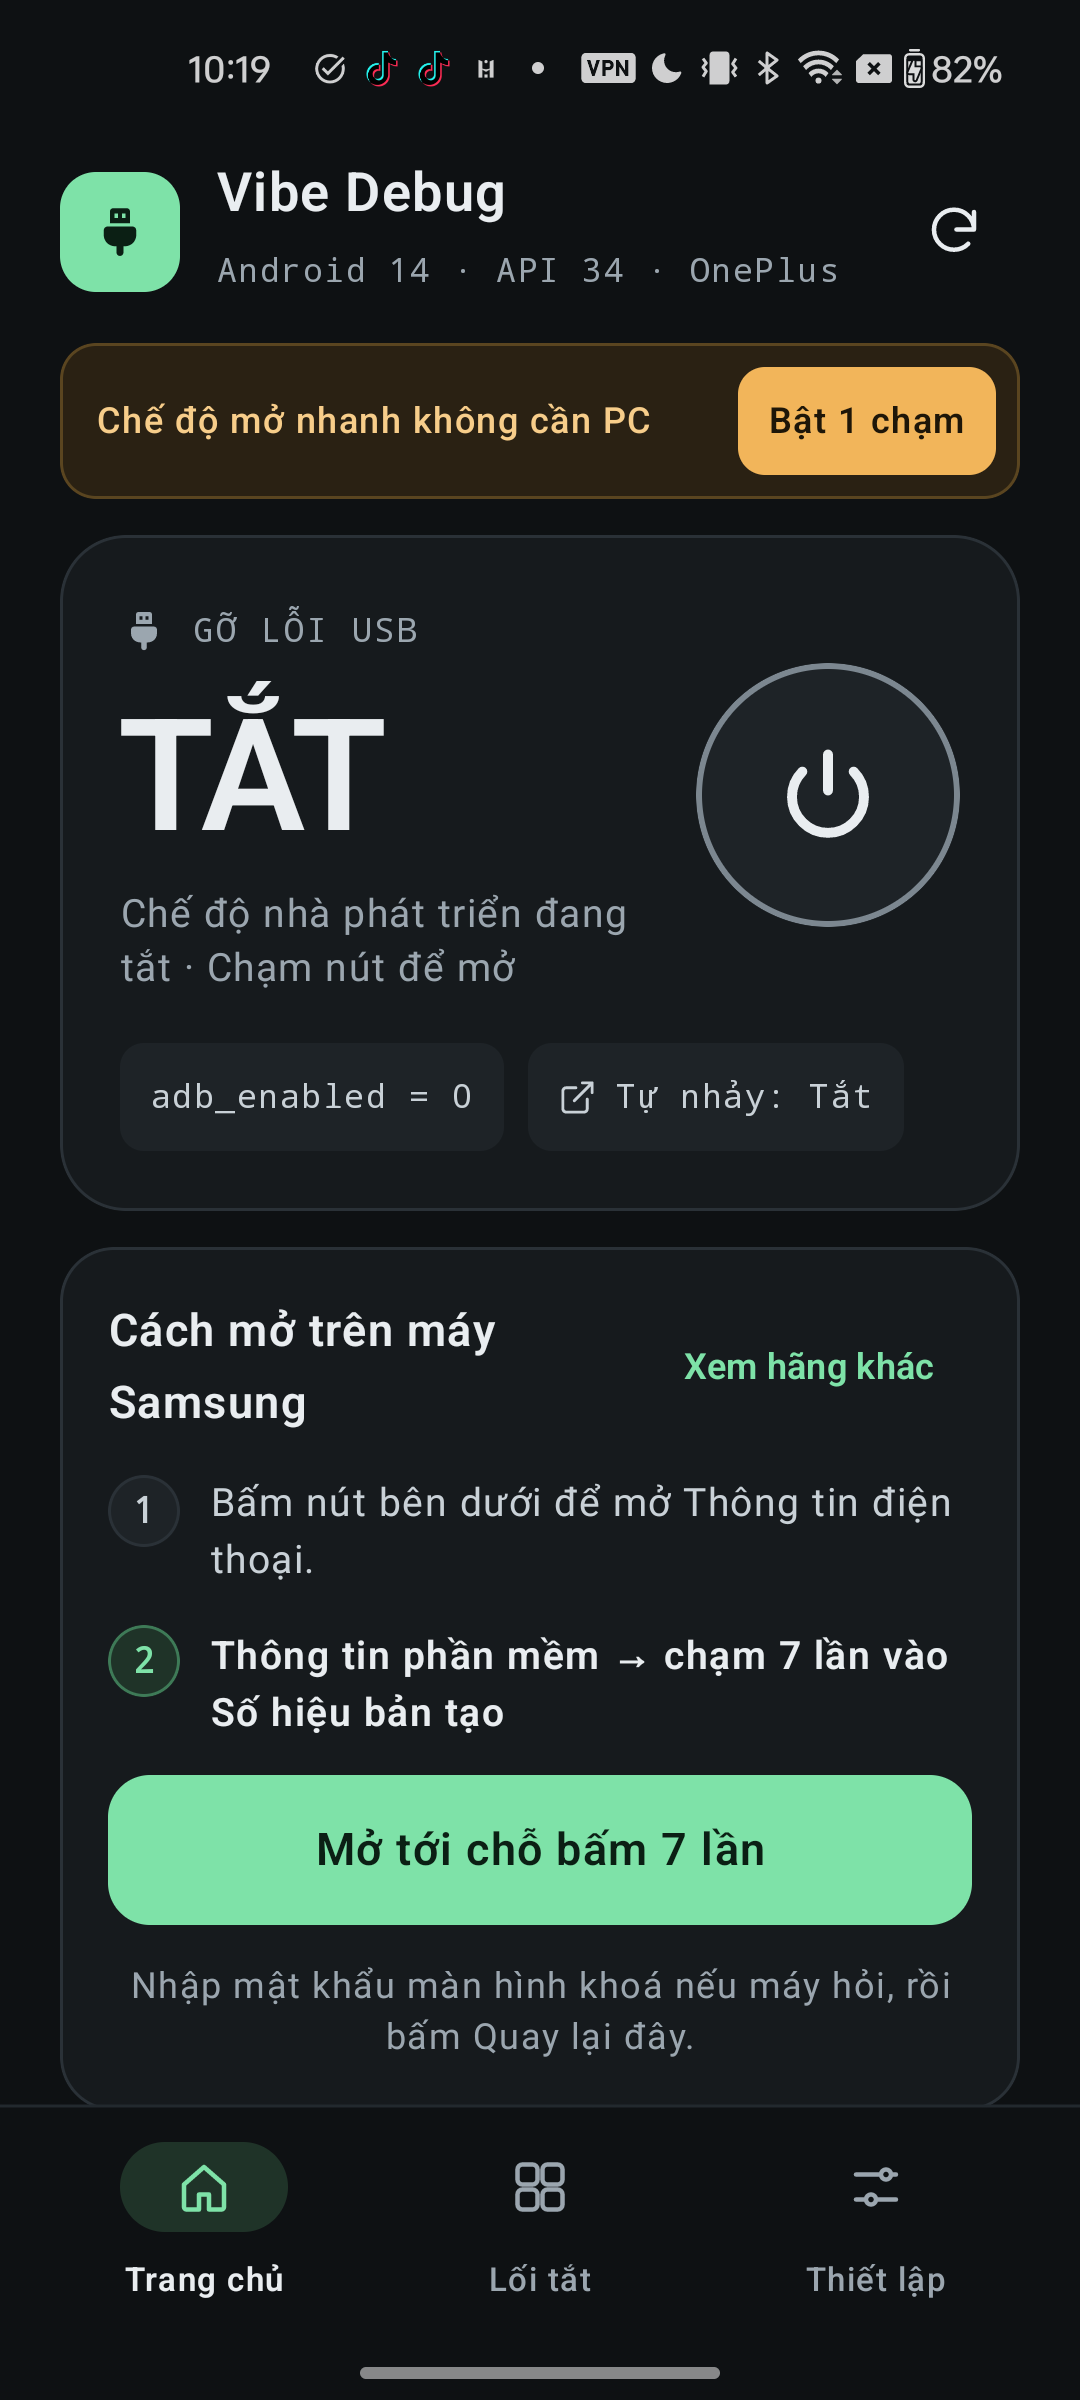 10:19
VPN
82%
Vibe Debug
Android 14 · API 34 · OnePlus
Chế độ mở nhanh không cần PC
Bật 1 chạm
GỠ LỖI USB
TẮT
Chế độ nhà phát triển đang
tắt · Chạm nút để mở
adb_enabled = 0
Tự nhảy: Tắt
Cách mở trên máy
Samsung
Xem hãng khác
1
Bấm nút bên dưới để mở Thông tin điện
thoại.
2
Thông tin phần mềm → chạm 7 lần vào
Số hiệu bản tạo
Mở tới chỗ bấm 7 lần
Nhập mật khẩu màn hình khoá nếu máy hỏi, rồi
bấm Quay lại đây.
Trang chủ
Lối tắt
Thiết lập